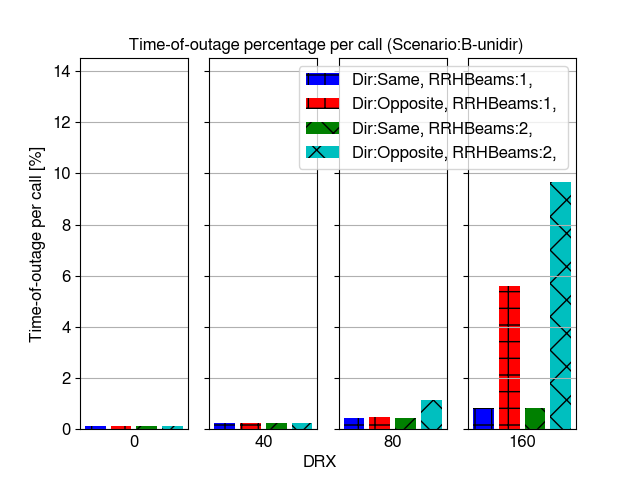 Time-of-outage percentage per call (Scenario:B-unidir)
Dir:Same, RRHBeams:1,
Dir:Opposite, RRHBeams:1,
Dir:Same, RRHBeams:2,
Dir:Opposite, RRHBeams:2,
Time-of-outage per call [%]
14
12
10
8
6
4
2
0
0 40 80 160
DRX